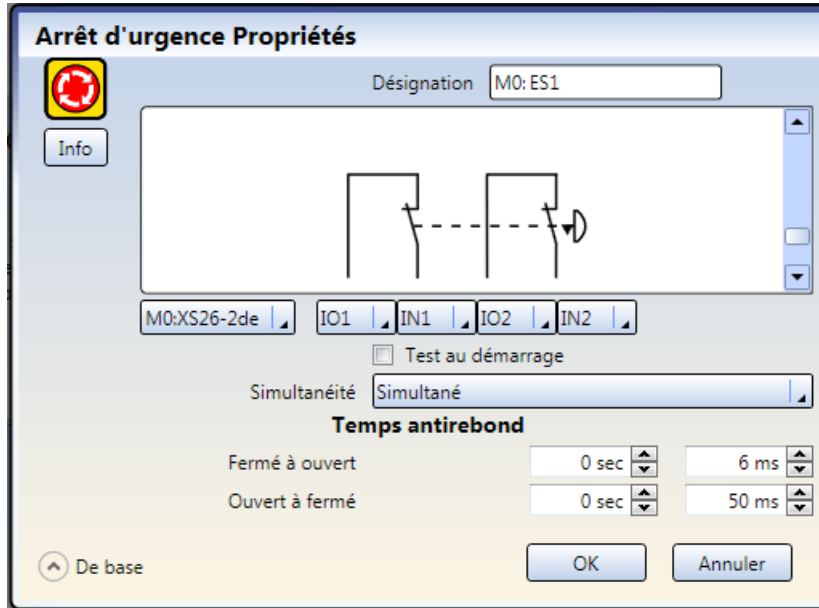 Arrêt d'urgence Propriétés
Désignation M0: ES1
Info
M0:XS26-2de IO1 IN1 IO2 IN2
Test au démarrage
Simultanéité Simultané
Temps antirebond
Fermé à ouvert 0 sec 6 ms
Ouvert à fermé 0 sec 50 ms
De base OK Annuler